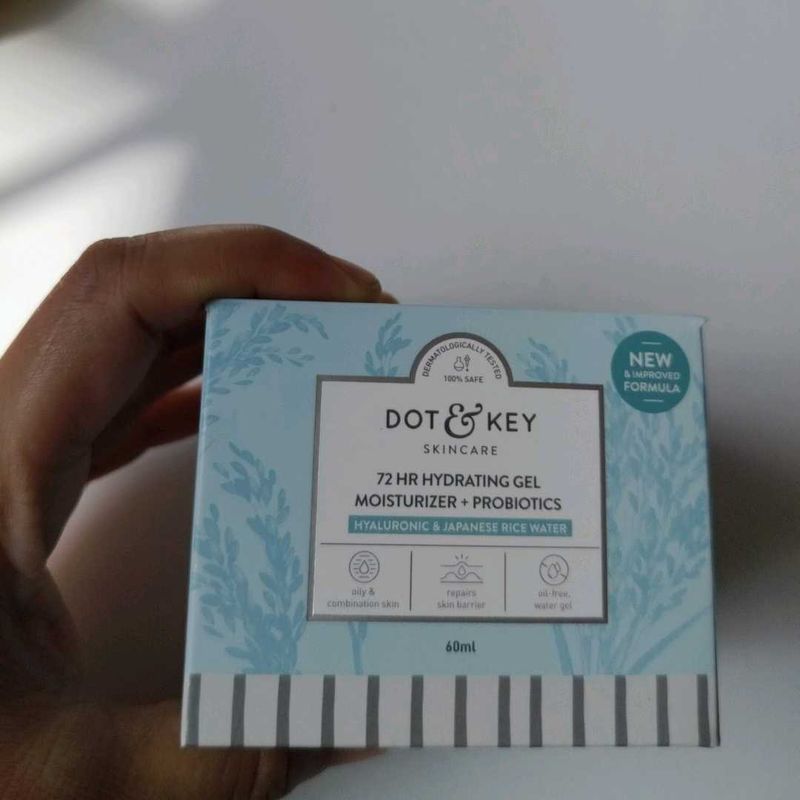 DERMATOLOGICALLY TESTED
100% SAFE
NEW
& IMPROVED
FORMULA
DOT & KEY
SKINCARE
72 HR HYDRATING GEL
MOISTURIZER + PROBIOTICS
HYALURONIC & JAPANESE RICE WATER
oily &
combination skin
repairs
skin barrier
oil-free,
water gel
60ml